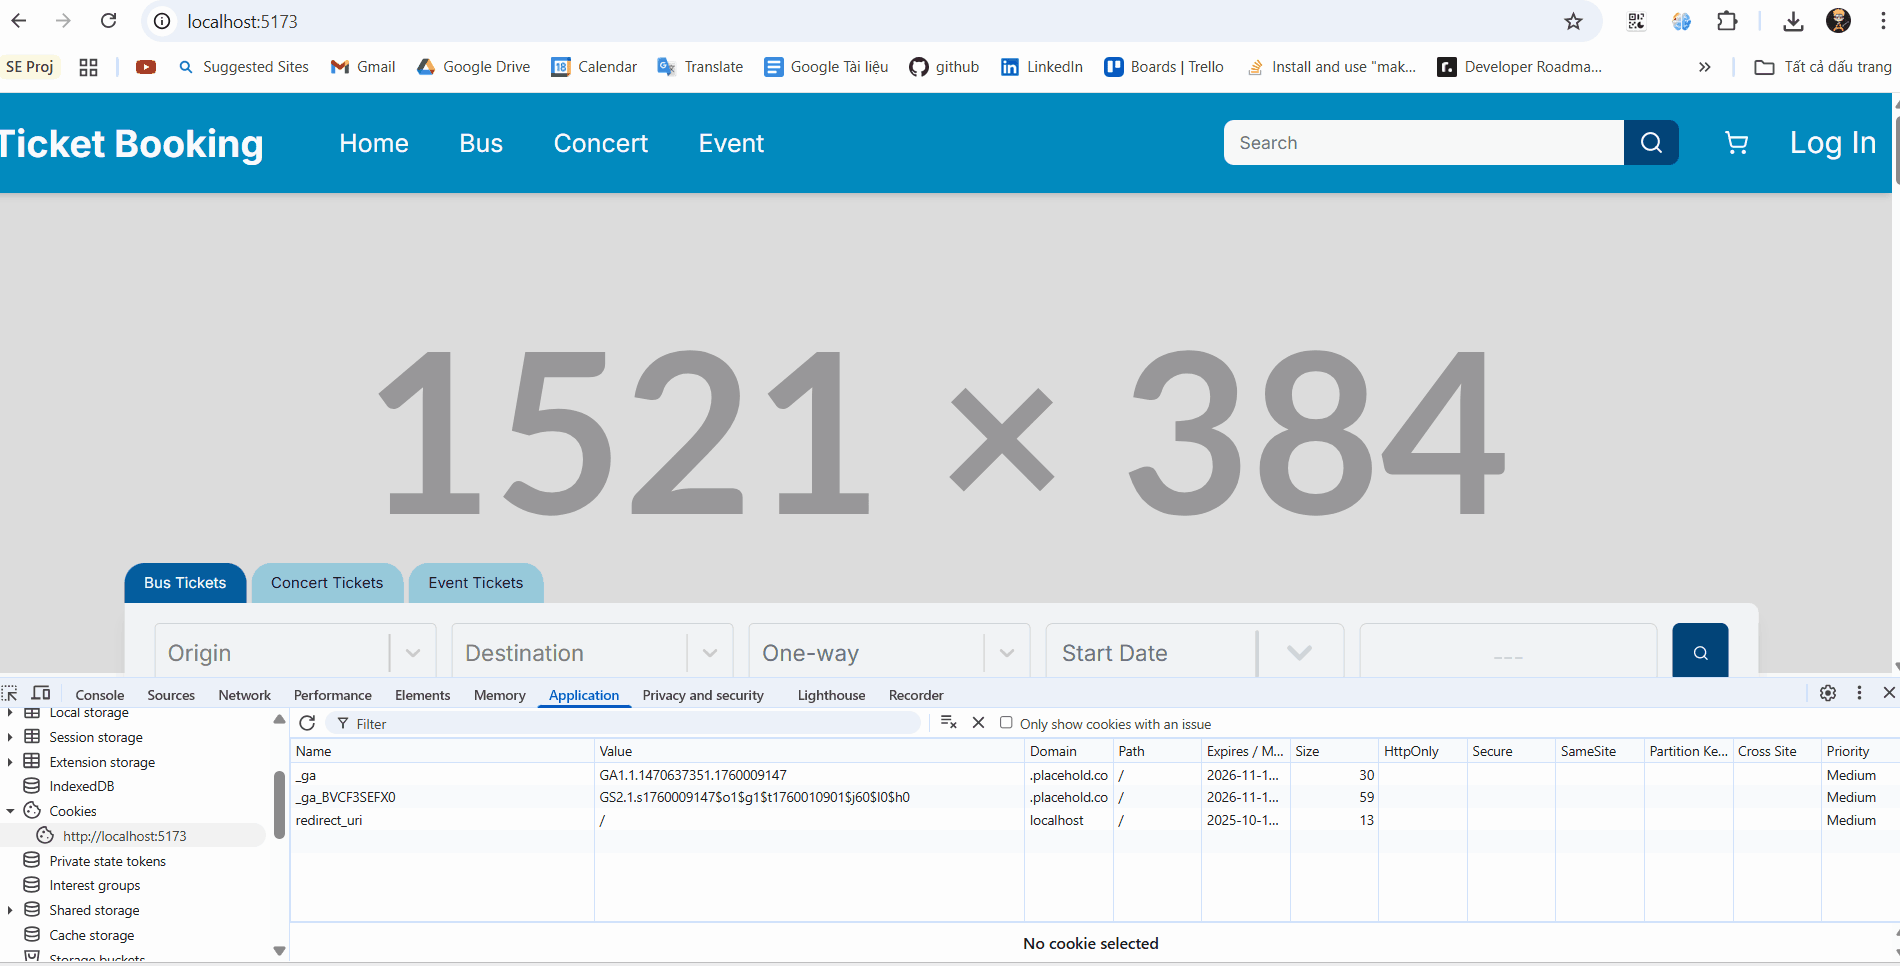 localhost:5173
SE Proj
Suggested Sites
Gmail
Google Drive
18
Calendar
Translate
Google Tài liệu
github
LinkedIn
Boards | Trello
Install and use "mak...
Developer Roadma...
»
Tất cả dấu trang
Ticket Booking
Home
Bus
Concert
Event
Search
Log In
1521 × 384
Bus Tickets
Concert Tickets
Event Tickets
Origin
Destination
One-way
Start Date
---
Console
Sources
Network
Performance
Elements
Memory
Application
Privacy and security
Lighthouse
Recorder
Local storage
Session storage
Extension storage
IndexedDB
Cookies
http://localhost:5173
Private state tokens
Interest groups
Shared storage
Cache storage
Storage buckets
Filter
Only show cookies with an issue
Name Value Domain Path Expires / M... Size HttpOnly Secure SameSite Partition Ke... Cross Site Priority
_ga GA1.1.1470637351.1760009147 .placehold.co / 2026-11-1... 30 Medium
_ga_BVCF3SEFX0 GS2.1.s1760009147$o1$g1$t1760010901$j60$l0$h0 .placehold.co / 2026-11-1... 59 Medium
redirect_uri / localhost / 2025-10-1... 13 Medium
No cookie selected